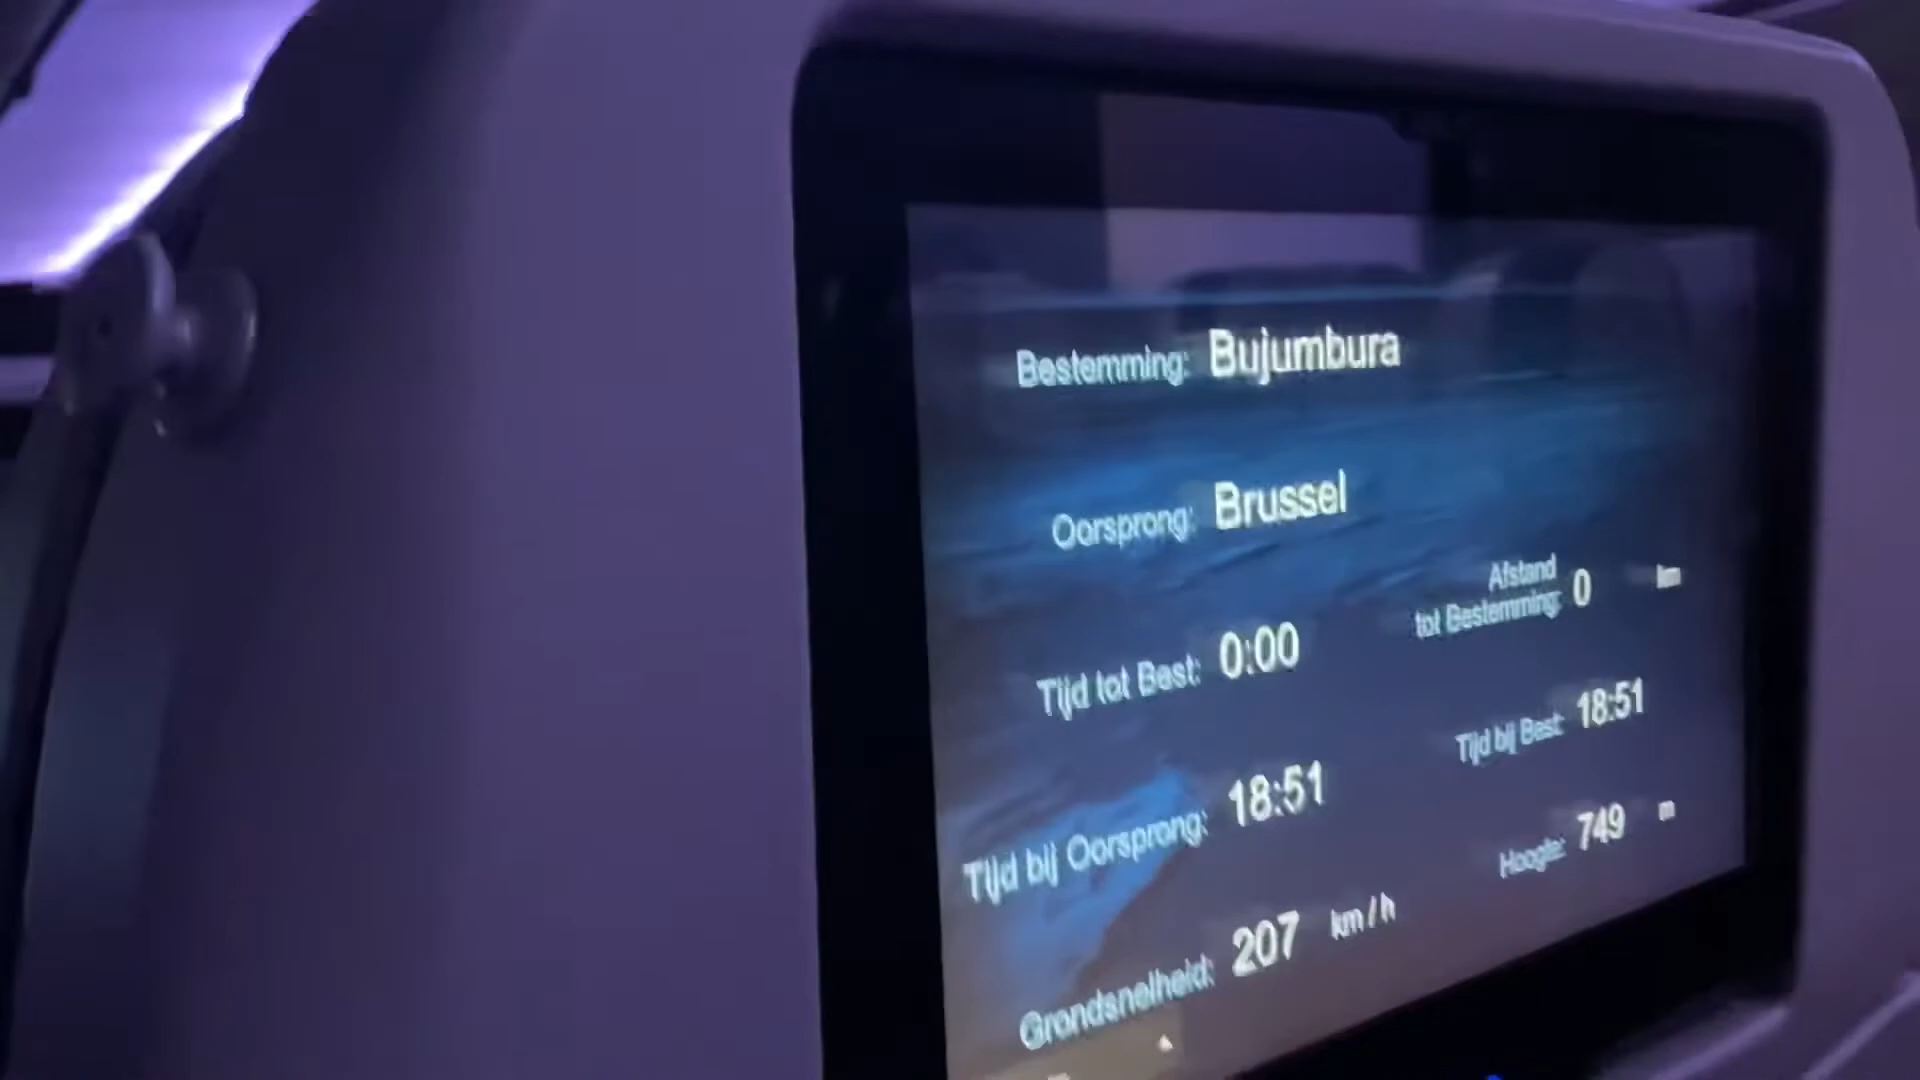 Bestemming: Bujumbura
Oorsprong: Brussel
Afstand
tot Bestemming: 0 km
Tijd tot Best: 0:00
Tijd bij Best: 18:51
Tijd bij Oorsprong: 18:51
Hoogte: 749 m
Grondsnelheid: 207 km / h